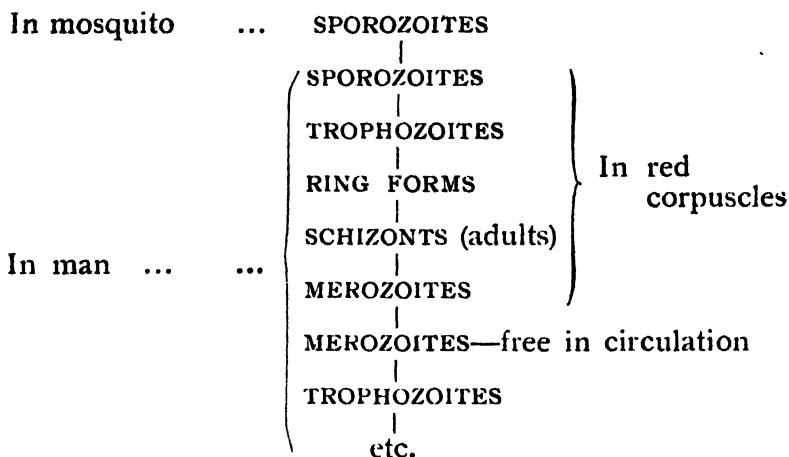 In mosquito ... SPOROZOITES
SPOROZOITES
TROPHOZOITES
RING FORMS
In red
corpuscles
SCHIZONTS (adults)
In man ... ...
MEROZOITES
MEROZOITES—free in circulation
TROPHOZOITES
etc.